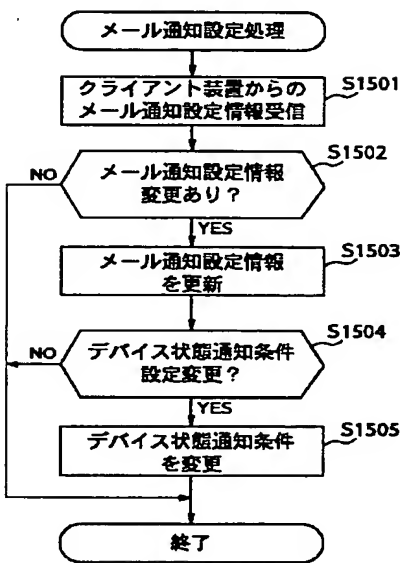 メール通知設定処理
クライアント装置からの
メール通知設定情報受信
S1501
メール通知設定情報
変更あり？
S1502
NO
YES
メール通知設定情報
を更新
S1503
デバイス状態通知条件
設定変更？
S1504
NO
YES
デバイス状態通知条件
を変更
S1505
終了